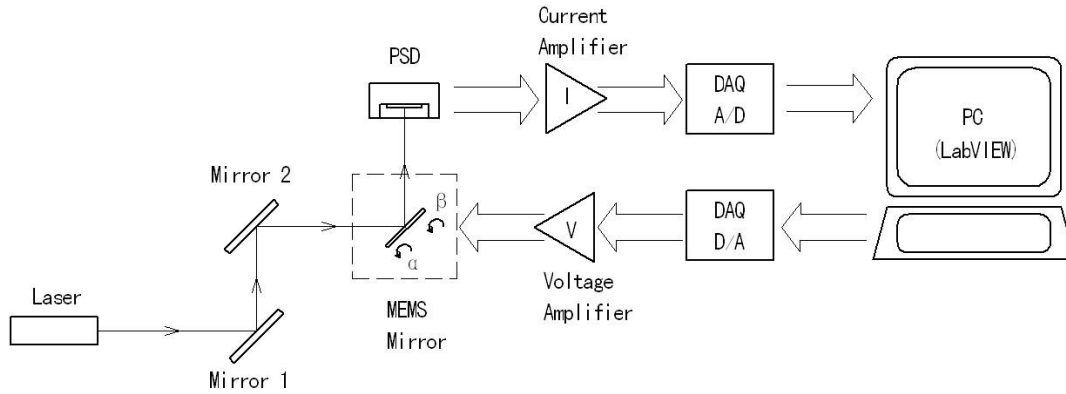 Current
Amplifier
PSD
I
DAQ
A/D
PC
(LabVIEW)
Mirror 2
β
α
V
DAQ
D/A
Laser
MEMS
Mirror
Voltage
Amplifier
Mirror 1